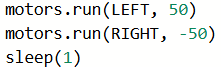 motors.run(LEFT, 50)
motors.run(RIGHT, -50)
sleep(1)